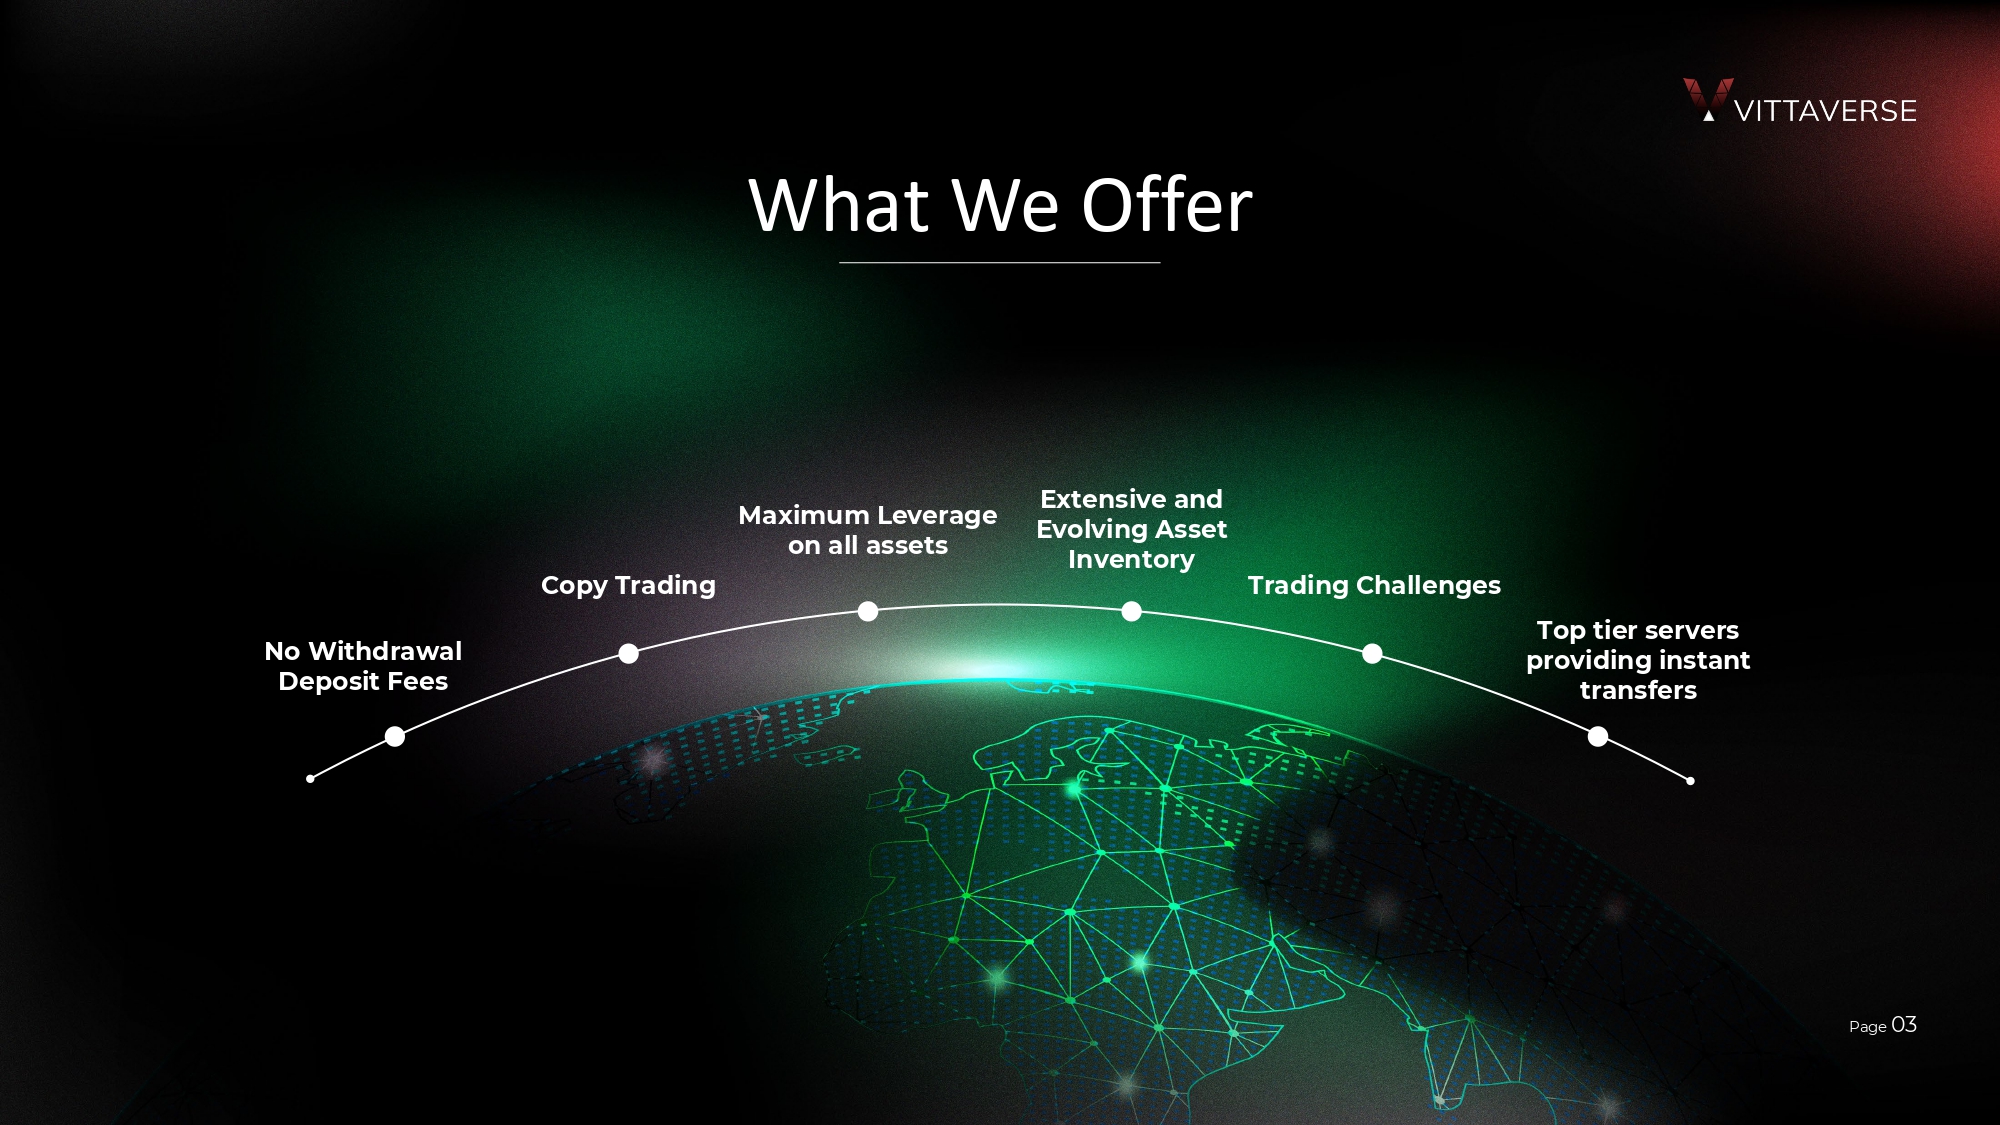 VITTAVERSE
What We Offer
No Withdrawal
Deposit Fees
Copy Trading
Maximum Leverage
on all assets
Extensive and
Evolving Asset
Inventory
Trading Challenges
Top tier servers
providing instant
transfers
Page 03